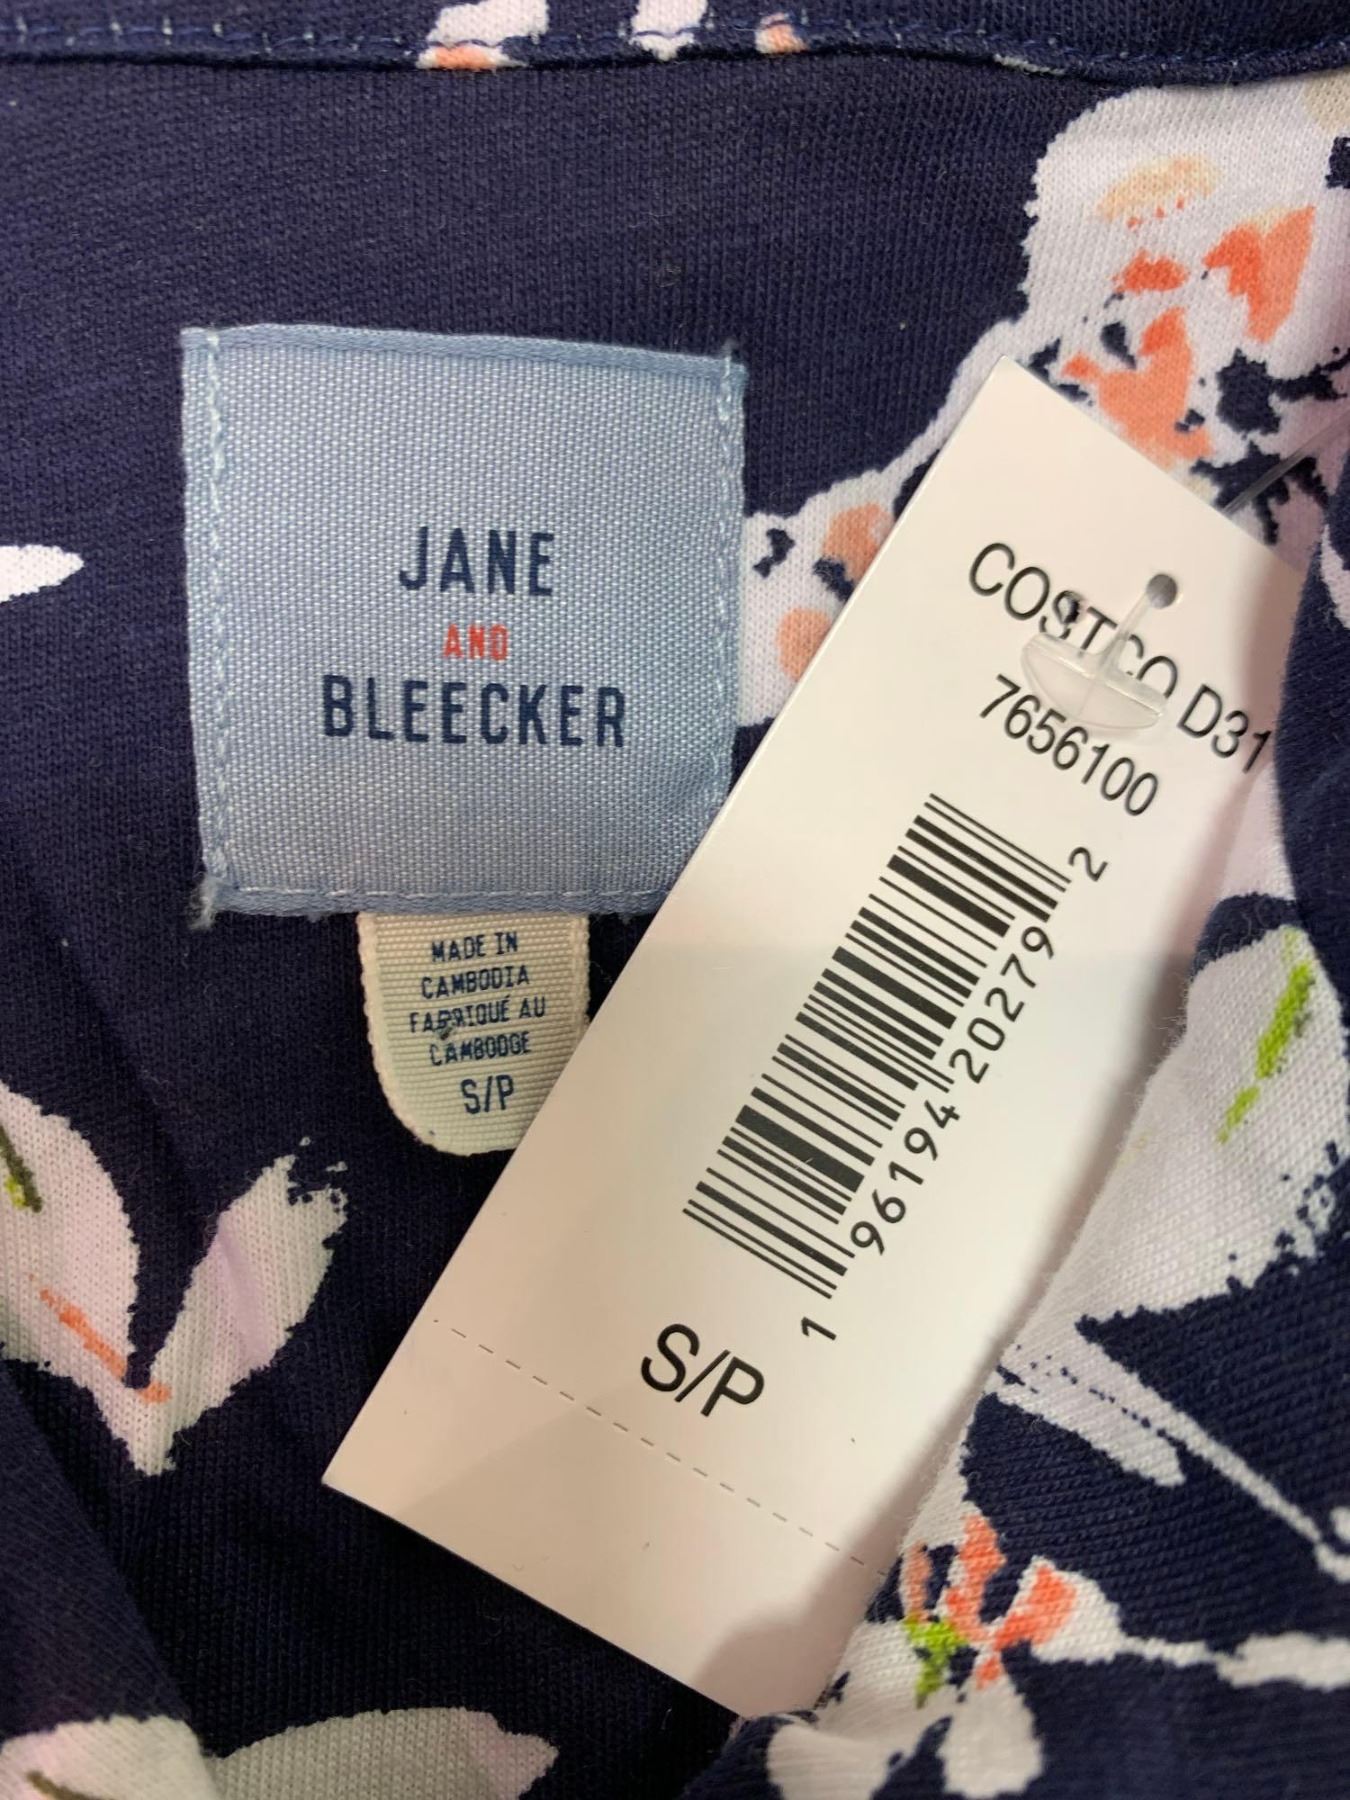 JANE
AND
BLEECKER
MADE IN
CAMBODIA
FABRIQUÉ AU
CAMBODGE
S/P
COSTCO D31
7656100
1 96194 20279 2
S/P